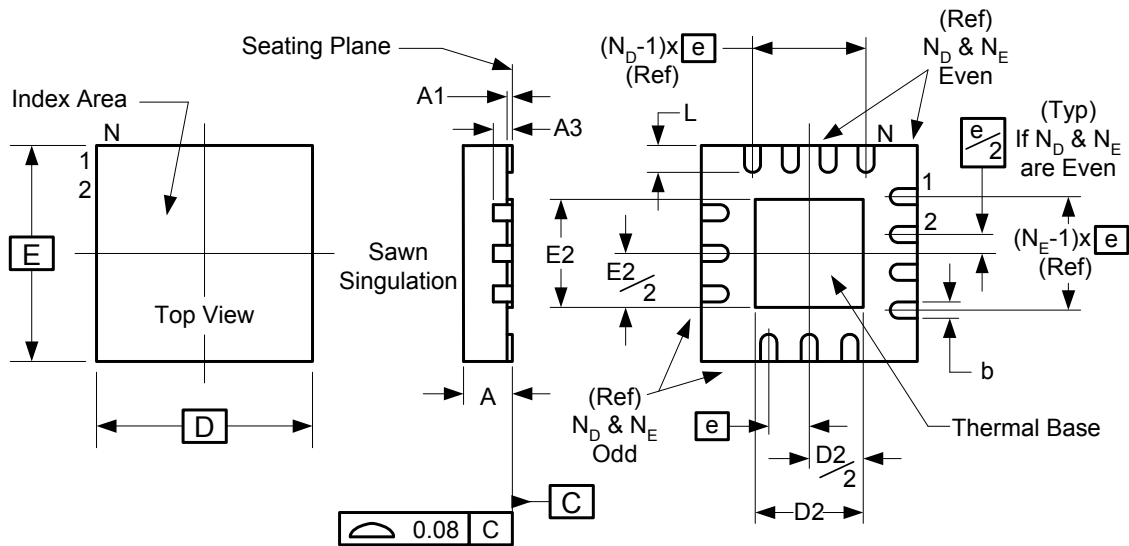 Seating Plane
Index Area
N
1
2
E
Top View
D
A1
A3
Sawn
Singulation
A
0.08 C
C
(N_D-1)x e
(Ref)
(Ref)
N_D & N_E
Even
L
N
e/2
(Typ)
If N_D & N_E
are Even
1
2
(N_E-1)x e
(Ref)
E2
E2/2
b
(Ref)
N_D & N_E
Odd
e
Thermal Base
D2/2
D2